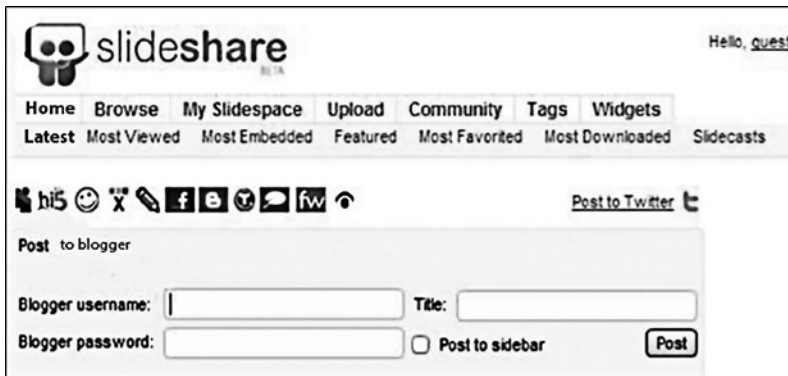 slideshare
BETA
Hello, guest
Home Browse My Slidespace Upload Community Tags Widgets
Latest Most Viewed Most Embedded Featured Most Favorited Most Downloaded Slidecasts
hi5 f B T fw Post to Twitter t
Post to blogger
Blogger username: Title:
Blogger password: Post to sidebar Post